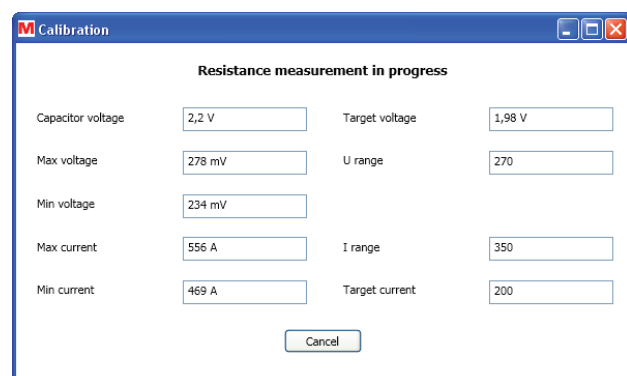 M Calibration
Resistance measurement in progress
Capacitor voltage 2,2 V Target voltage 1,98 V
Max voltage 278 mV U range 270
Min voltage 234 mV
Max current 556 A I range 350
Min current 469 A Target current 200
Cancel